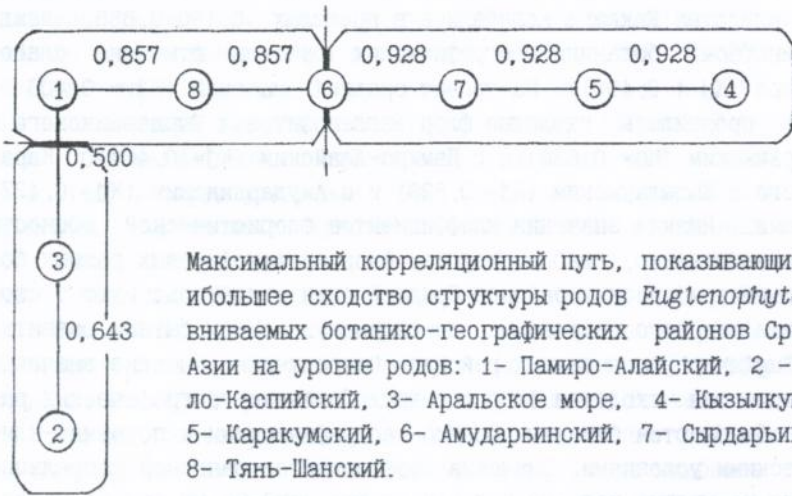 0,857 0,857 0,928 0,928 0,928
1 8 6 7 5 4
0,500
3
Максимальный корреляционный путь, показывающи
ибольшее сходство структуры родов Euglenophyt
0,643
вниваемых ботанико-географических районов Ср
Азии на уровне родов: 1- Памиро-Алайский, 2
ло-Каспийский, 3- Аральское море, 4- Кызылку
2
5- Каракумский, 6- Амударьинский, 7- Сырдарьи
8- Тянь-Шанский.